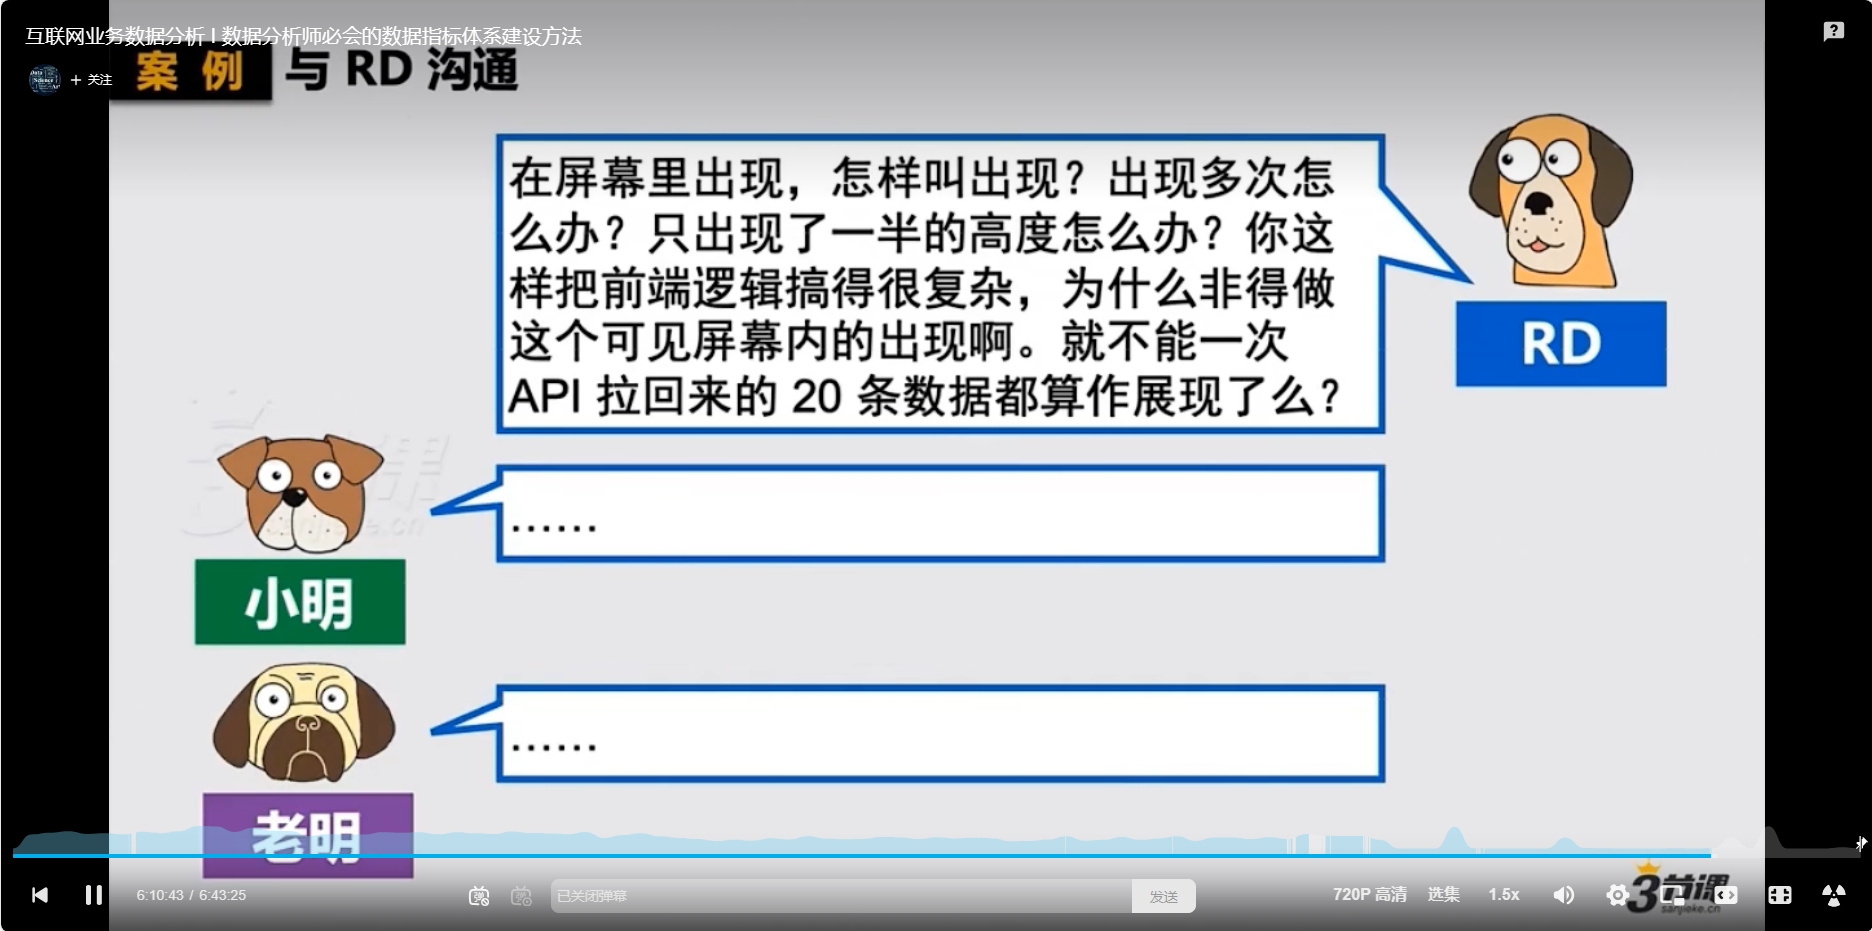 互联网业务数据分析 | 数据分析师必会的数据指标体系建设方法
+ 关注
案 例 与 RD 沟通
在屏幕里出现，怎样叫出现？出现多次怎
么办？只出现了一半的高度怎么办？你这
样把前端逻辑搞得很复杂，为什么非得做
这个可见屏幕内的出现啊。就不能一次
API 拉回来的 20 条数据都算作展现了么？
RD
……
小明
……
老明
6:10:43 / 6:43:25
已关闭弹幕
发送
720P 高清
选集
1.5x
3节课
sanjieke.cn